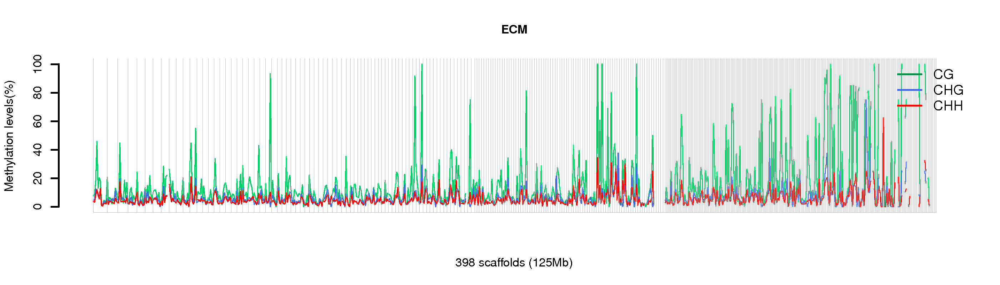 ECM
Methylation levels(%)
100
80
60
40
20
0
CG
CHG
CHH
398 scaffolds (125Mb)